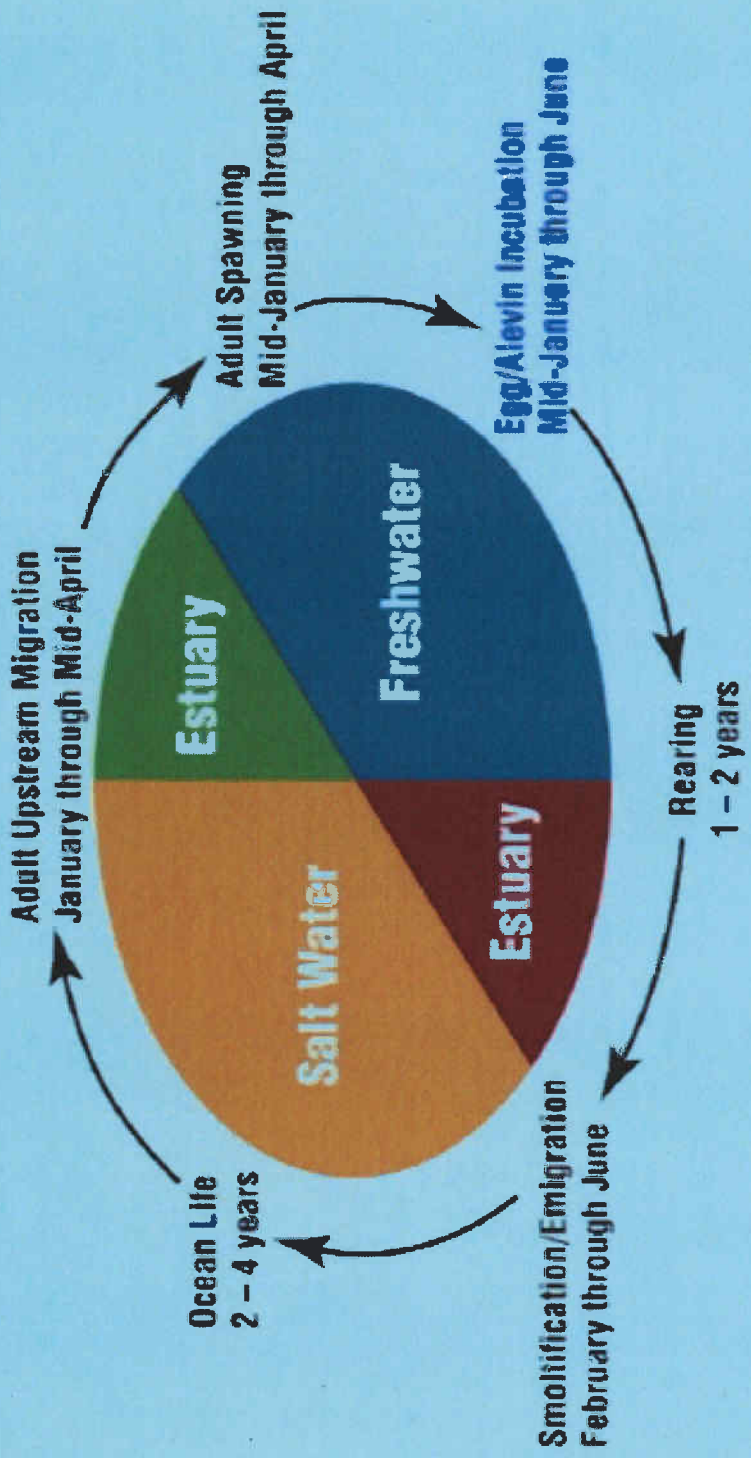 Adult Upstream Migration
January through Mid-April
Adult Spawning
Mid-January through April
Egg/Alevin Incubation
Mid-January through June
Rearing
1 – 2 years
Smoltification/Emigration
February through June
Ocean Life
2 – 4 years
Salt Water
Estuary
Freshwater
Estuary